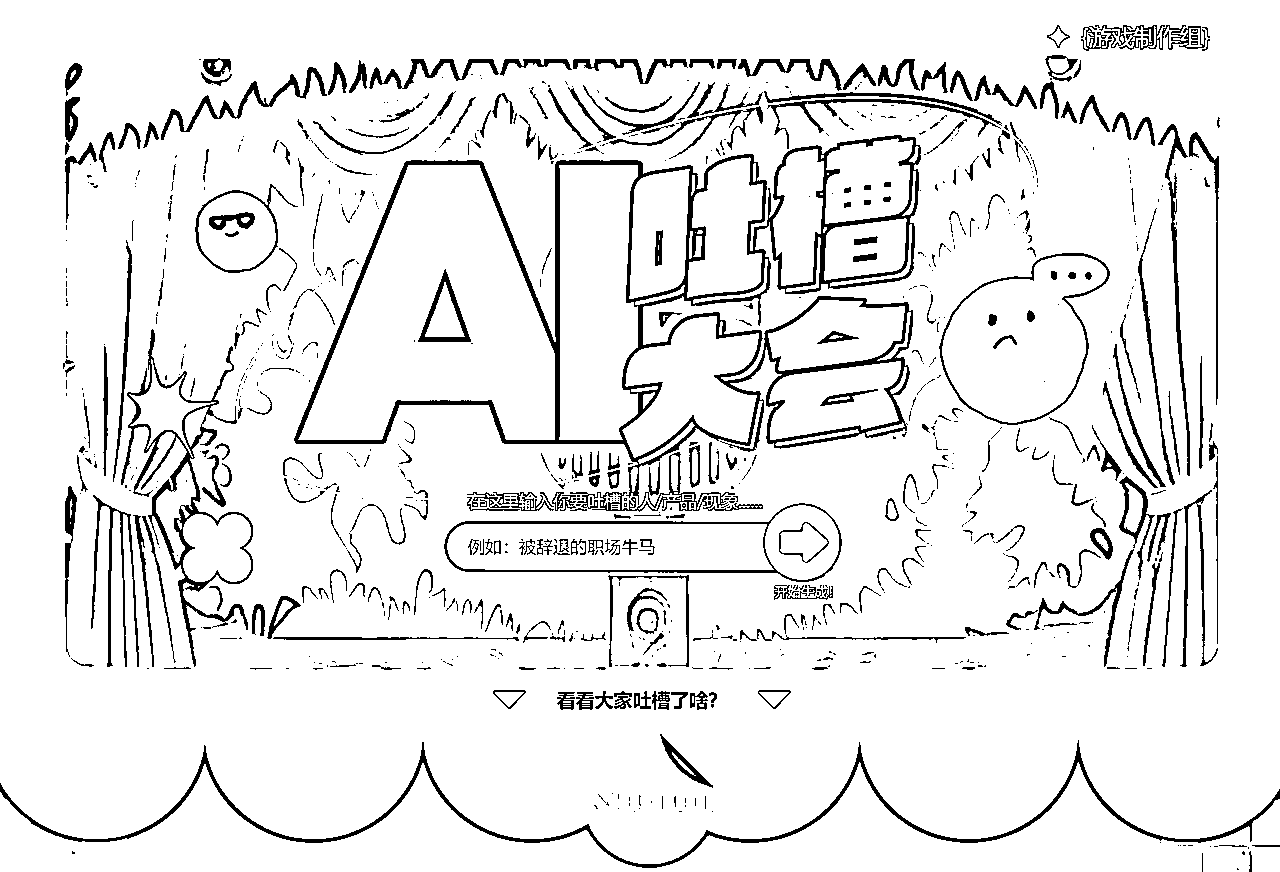 {游戏制作组}
AI吐槽
大会
在这里输入你要吐槽的人/产品/现象......
例如：被辞退的职场牛马
开始生成!
看看大家吐槽了啥?